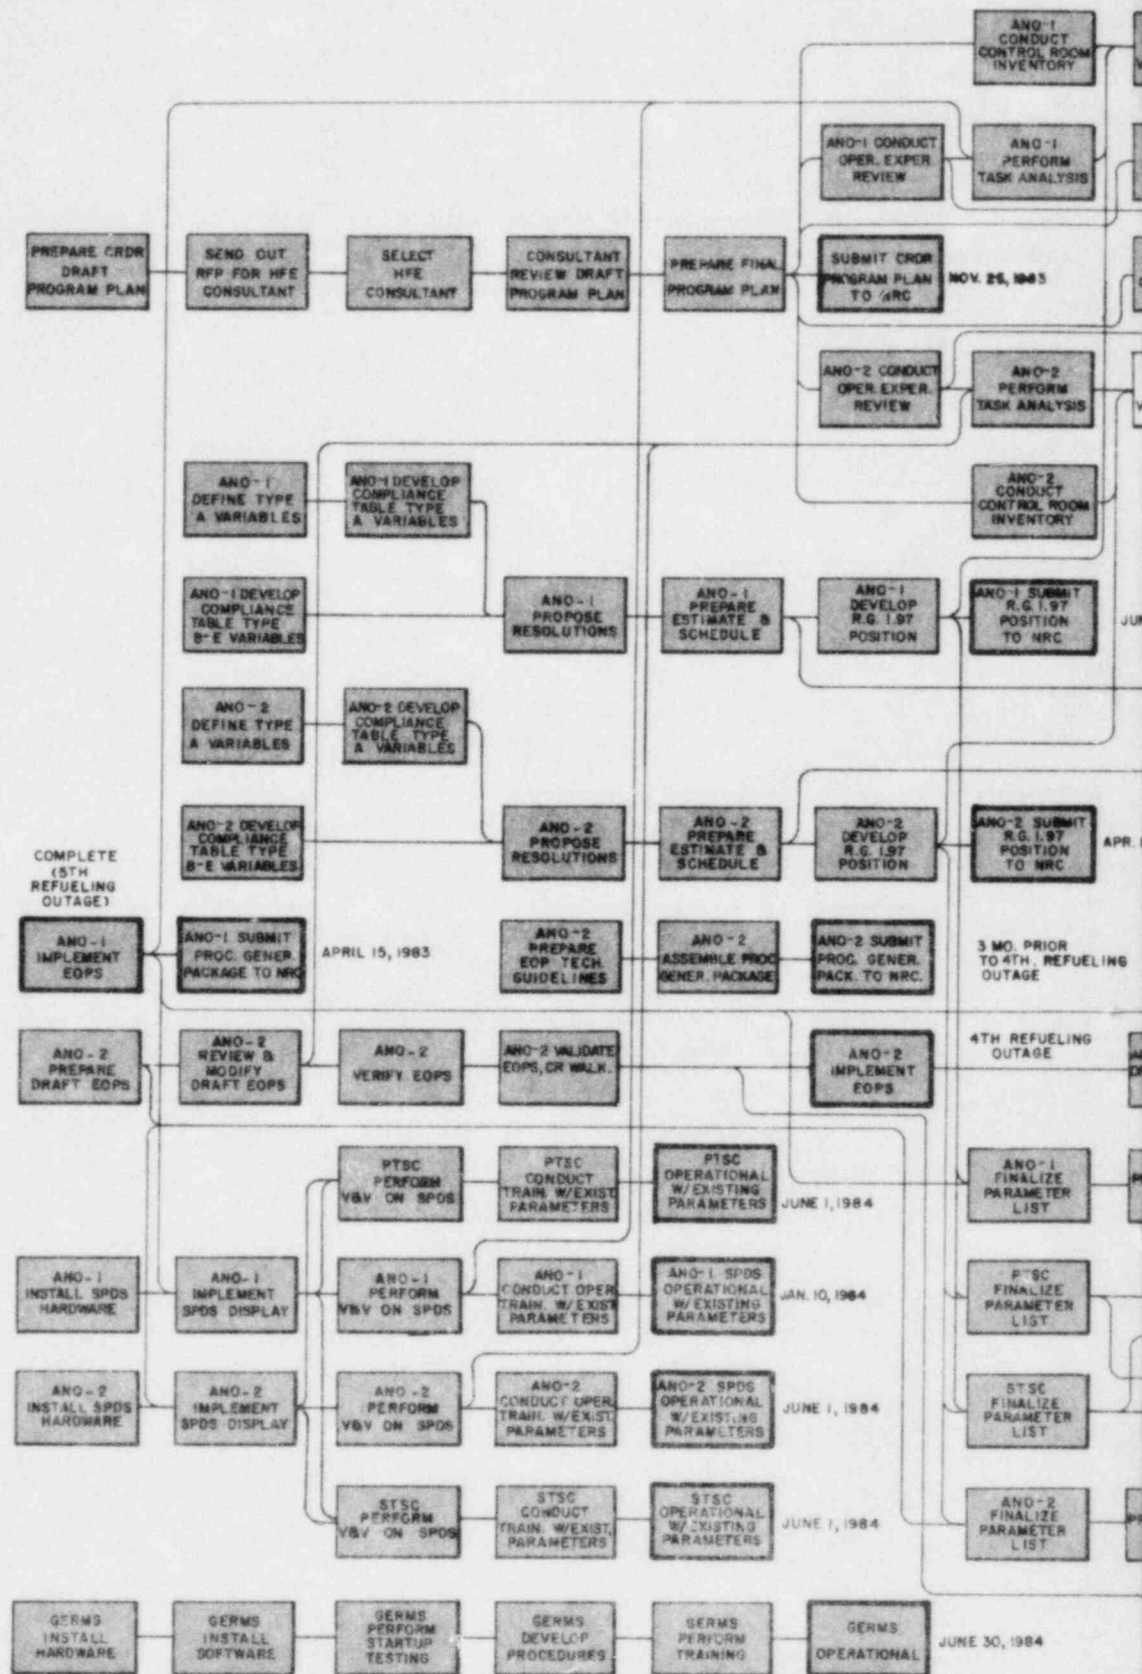 ANO-1
CONDUCT
CONTROL ROOM
INVENTORY
ANO-1 CONDUCT
OPER. EXPER
REVIEW
ANO-1
PERFORM
TASK ANALYSIS
PREPARE CRDR
DRAFT
PROGRAM PLAN
SEND OUT
RFP FOR HFE
CONSULTANT
SELECT
HFE
CONSULTANT
CONSULTANT
REVIEW DRAFT
PROGRAM PLAN
PREPARE FINAL
PROGRAM PLAN
SUBMIT CRDR
PROGRAM PLAN
TO NRC
NOV. 25, 1983
ANO-2 CONDUCT
OPER. EXPER.
REVIEW
ANO-2
PERFORM
TASK ANALYSIS
ANO-1
DEFINE TYPE
A VARIABLES
ANO-1 DEVELOP
COMPLIANCE
TABLE TYPE
A VARIABLES
ANO-2
CONDUCT
CONTROL ROOM
INVENTORY
ANO-1 DEVELOP
COMPLIANCE
TABLE TYPE
B-E VARIABLES
ANO-1
PROPOSE
RESOLUTIONS
ANO-1
PREPARE
ESTIMATE &
SCHEDULE
ANO-1
DEVELOP
R.G. 1.97
POSITION
ANO-1 SUBMIT
R.G. 1.97
POSITION
TO NRC
JUN
ANO-2
DEFINE TYPE
A VARIABLES
ANO-2 DEVELOP
COMPLIANCE
TABLE TYPE
A VARIABLES
ANO-2 DEVELOP
COMPLIANCE
TABLE TYPE
B-E VARIABLES
ANO-2
PROPOSE
RESOLUTIONS
ANO-2
PREPARE
ESTIMATE &
SCHEDULE
ANO-2
DEVELOP
R.G. 1.97
POSITION
ANO-2 SUBMIT
R.G. 1.97
POSITION
TO NRC
APR.
COMPLETE
(5TH
REFUELING
OUTAGE)
ANO-1
IMPLEMENT
EOPS
ANO-1 SUBMIT
PROC. GENER.
PACKAGE TO NRC
APRIL 15, 1983
ANO-2
PREPARE
EOP TECH.
GUIDELINES
ANO-2
ASSEMBLE PROC
GENER. PACKAGE
ANO-2 SUBMIT
PROC. GENER.
PACK. TO NRC.
3 MO. PRIOR
TO 4TH. REFUELING
OUTAGE
ANO-2
PREPARE
DRAFT EOPS
ANO-2
REVIEW &
MODIFY
DRAFT EOPS
ANO-2
VERIFY EOPS
ANO-2 VALIDATE
EOPS, CR WALK.
ANO-2
IMPLEMENT
EOPS
4TH REFUELING
OUTAGE
PTSC
PERFORM
V&V ON SPDS
PTSC
CONDUCT
TRAIN. W/EXIST.
PARAMETERS
PTSC
OPERATIONAL
W/EXISTING
PARAMETERS
JUNE 1, 1984
ANO-1
FINALIZE
PARAMETER
LIST
ANO-1
INSTALL SPDS
HARDWARE
ANO-1
IMPLEMENT
SPDS DISPLAY
ANO-1
PERFORM
V&V ON SPDS
ANO-1
CONDUCT OPER
TRAIN. W/EXIST
PARAMETERS
ANO-1 SPDS
OPERATIONAL
W/EXISTING
PARAMETERS
JAN. 10, 1984
PTSC
FINALIZE
PARAMETER
LIST
ANO-2
INSTALL SPDS
HARDWARE
ANO-2
IMPLEMENT
SPDS DISPLAY
ANO-2
PERFORM
V&V ON SPDS
ANO-2
CONDUCT OPER.
TRAIN. W/EXIST.
PARAMETERS
ANO-2 SPDS
OPERATIONAL
W/EXISTING
PARAMETERS
JUNE 1, 1984
STSC
FINALIZE
PARAMETER
LIST
STSC
PERFORM
V&V ON SPDS
STSC
CONDUCT
TRAIN. W/EXIST.
PARAMETERS
STSC
OPERATIONAL
W/EXISTING
PARAMETERS
JUNE 1, 1984
ANO-2
FINALIZE
PARAMETER
LIST
GERMS
INSTALL
HARDWARE
GERMS
INSTALL
SOFTWARE
GERMS
PERFORM
STARTUP
TESTING
GERMS
DEVELOP
PROCEDURES
GERMS
PERFORM
TRAINING
GERMS
OPERATIONAL
JUNE 30, 1984